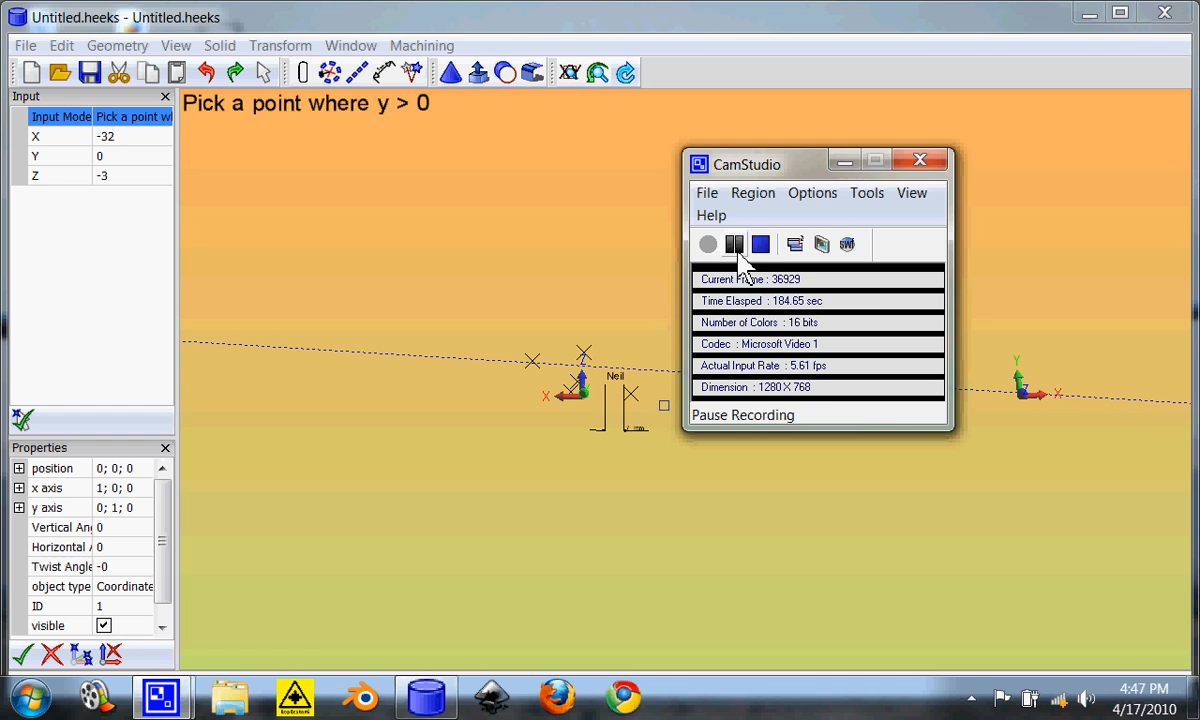 Untitled.heeks - Untitled.heeks
File Edit Geometry View Solid Transform Window Machining
Input
Pick a point where y > 0
Input Mode Pick a point wl
X -32
Y 0
Z -3
CamStudio
File Region Options Tools View
Help
Current Frame : 36929
Time Elasped : 184.65 sec
Number of Colors : 16 bits
Codec : Microsoft Video 1
Actual Input Rate : 5.61 fps
Dimension : 1280 X 768
Pause Recording
Z
Neil
X
Y
Z X
Properties
position 0; 0; 0
x axis 1; 0; 0
y axis 0; 1; 0
Vertical An 0
Horizontal 0
Twist Angle -0
object type Coordinate
ID 1
visible
4:47 PM
4/17/2010